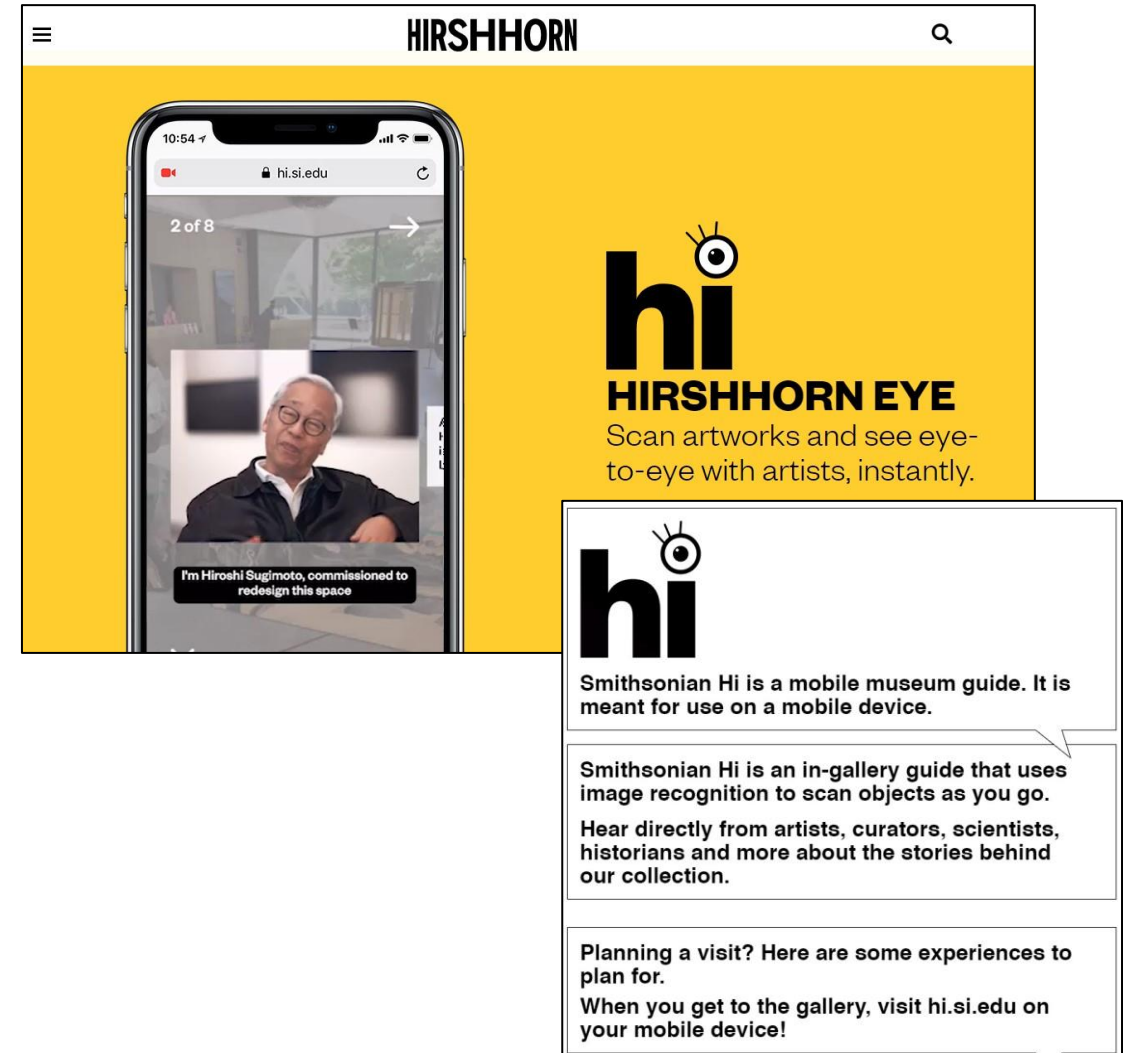 HIRSHHORN
10:54
hi.si.edu
2 of 8
I'm Hiroshi Sugimoto, commissioned to
redesign this space
hi
HIRSHHORN EYE
Scan artworks and see eye-
to-eye with artists, instantly.
hi
Smithsonian Hi is a mobile museum guide. It is
meant for use on a mobile device.
Smithsonian Hi is an in-gallery guide that uses
image recognition to scan objects as you go.
Hear directly from artists, curators, scientists,
historians and more about the stories behind
our collection.
Planning a visit? Here are some experiences to
plan for.
When you get to the gallery, visit hi.si.edu on
your mobile device!